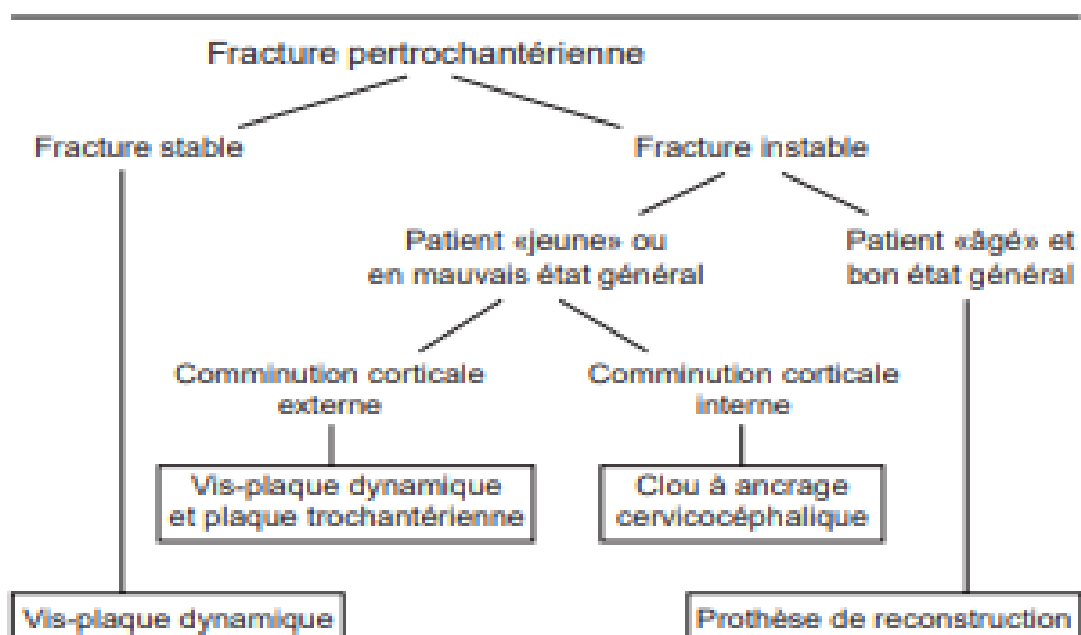 Fracture pertrochantérienne
Fracture stable
Fracture instable
Patient «jeune» ou
en mauvais état général
Patient «âgé» et
bon état général
Comminution corticale
externe
Comminution corticale
interne
Vis-plaque dynamique
et plaque trochantérienne
Clou à ancrage
cervicocéphalique
Vis-plaque dynamique
Prothèse de reconstruction